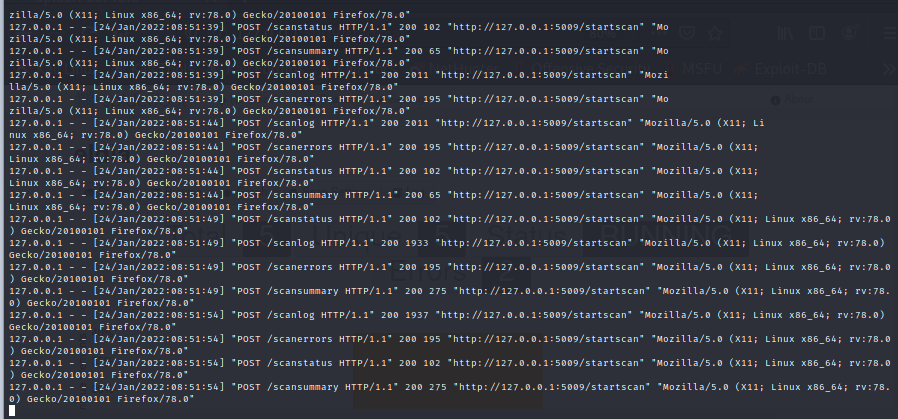 zilla/5.0 (X11; Linux x86_64; rv:78.0) Gecko/20100101 Firefox/78.0"
127.0.0.1 - - [24/Jan/2022:08:51:39] "POST /scanstatus HTTP/1.1" 200 102 "http://127.0.0.1:5009/startscan" "Mo
zilla/5.0 (X11; Linux x86_64; rv:78.0) Gecko/20100101 Firefox/78.0"
127.0.0.1 - - [24/Jan/2022:08:51:39] "POST /scansummary HTTP/1.1" 200 65 "http://127.0.0.1:5009/startscan" "Mo
zilla/5.0 (X11; Linux x86_64; rv:78.0) Gecko/20100101 Firefox/78.0"
127.0.0.1 - - [24/Jan/2022:08:51:39] "POST /scanlog HTTP/1.1" 200 2011 "http://127.0.0.1:5009/startscan" "Mozi
lla/5.0 (X11; Linux x86_64; rv:78.0) Gecko/20100101 Firefox/78.0"
127.0.0.1 - - [24/Jan/2022:08:51:39] "POST /scanerrors HTTP/1.1" 200 195 "http://127.0.0.1:5009/startscan" "Mo
zilla/5.0 (X11; Linux x86_64; rv:78.0) Gecko/20100101 Firefox/78.0"
127.0.0.1 - - [24/Jan/2022:08:51:44] "POST /scanlog HTTP/1.1" 200 2011 "http://127.0.0.1:5009/startscan" "Mozilla/5.0 (X11; Li
nux x86_64; rv:78.0) Gecko/20100101 Firefox/78.0"
127.0.0.1 - - [24/Jan/2022:08:51:44] "POST /scanerrors HTTP/1.1" 200 195 "http://127.0.0.1:5009/startscan" "Mozilla/5.0 (X11;
Linux x86_64; rv:78.0) Gecko/20100101 Firefox/78.0"
127.0.0.1 - - [24/Jan/2022:08:51:44] "POST /scanstatus HTTP/1.1" 200 102 "http://127.0.0.1:5009/startscan" "Mozilla/5.0 (X11;
Linux x86_64; rv:78.0) Gecko/20100101 Firefox/78.0"
127.0.0.1 - - [24/Jan/2022:08:51:44] "POST /scansummary HTTP/1.1" 200 65 "http://127.0.0.1:5009/startscan" "Mozilla/5.0 (X11;
Linux x86_64; rv:78.0) Gecko/20100101 Firefox/78.0"
127.0.0.1 - - [24/Jan/2022:08:51:49] "POST /scanstatus HTTP/1.1" 200 102 "http://127.0.0.1:5009/startscan" "Mozilla/5.0 (X11; Linux x86_64; rv:78.0
) Gecko/20100101 Firefox/78.0"
127.0.0.1 - - [24/Jan/2022:08:51:49] "POST /scanlog HTTP/1.1" 200 1933 "http://127.0.0.1:5009/startscan" "Mozilla/5.0 (X11; Linux x86_64; rv:78.0)
Gecko/20100101 Firefox/78.0"
127.0.0.1 - - [24/Jan/2022:08:51:49] "POST /scanerrors HTTP/1.1" 200 195 "http://127.0.0.1:5009/startscan" "Mozilla/5.0 (X11; Linux x86_64; rv:78.0
) Gecko/20100101 Firefox/78.0"
127.0.0.1 - - [24/Jan/2022:08:51:49] "POST /scansummary HTTP/1.1" 200 275 "http://127.0.0.1:5009/startscan" "Mozilla/5.0 (X11; Linux x86_64; rv:78.
0) Gecko/20100101 Firefox/78.0"
127.0.0.1 - - [24/Jan/2022:08:51:54] "POST /scanlog HTTP/1.1" 200 1937 "http://127.0.0.1:5009/startscan" "Mozilla/5.0 (X11; Linux x86_64; rv:78.0)
Gecko/20100101 Firefox/78.0"
127.0.0.1 - - [24/Jan/2022:08:51:54] "POST /scanerrors HTTP/1.1" 200 195 "http://127.0.0.1:5009/startscan" "Mozilla/5.0 (X11; Linux x86_64; rv:78.0
) Gecko/20100101 Firefox/78.0"
127.0.0.1 - - [24/Jan/2022:08:51:54] "POST /scanstatus HTTP/1.1" 200 102 "http://127.0.0.1:5009/startscan" "Mozilla/5.0 (X11; Linux x86_64; rv:78.0
) Gecko/20100101 Firefox/78.0"
127.0.0.1 - - [24/Jan/2022:08:51:54] "POST /scansummary HTTP/1.1" 200 275 "http://127.0.0.1:5009/startscan" "Mozilla/5.0 (X11; Linux x86_64; rv:78.
0) Gecko/20100101 Firefox/78.0"
MSFU
Exploit-DB
About
5
Unique
5
Status
RUNNING